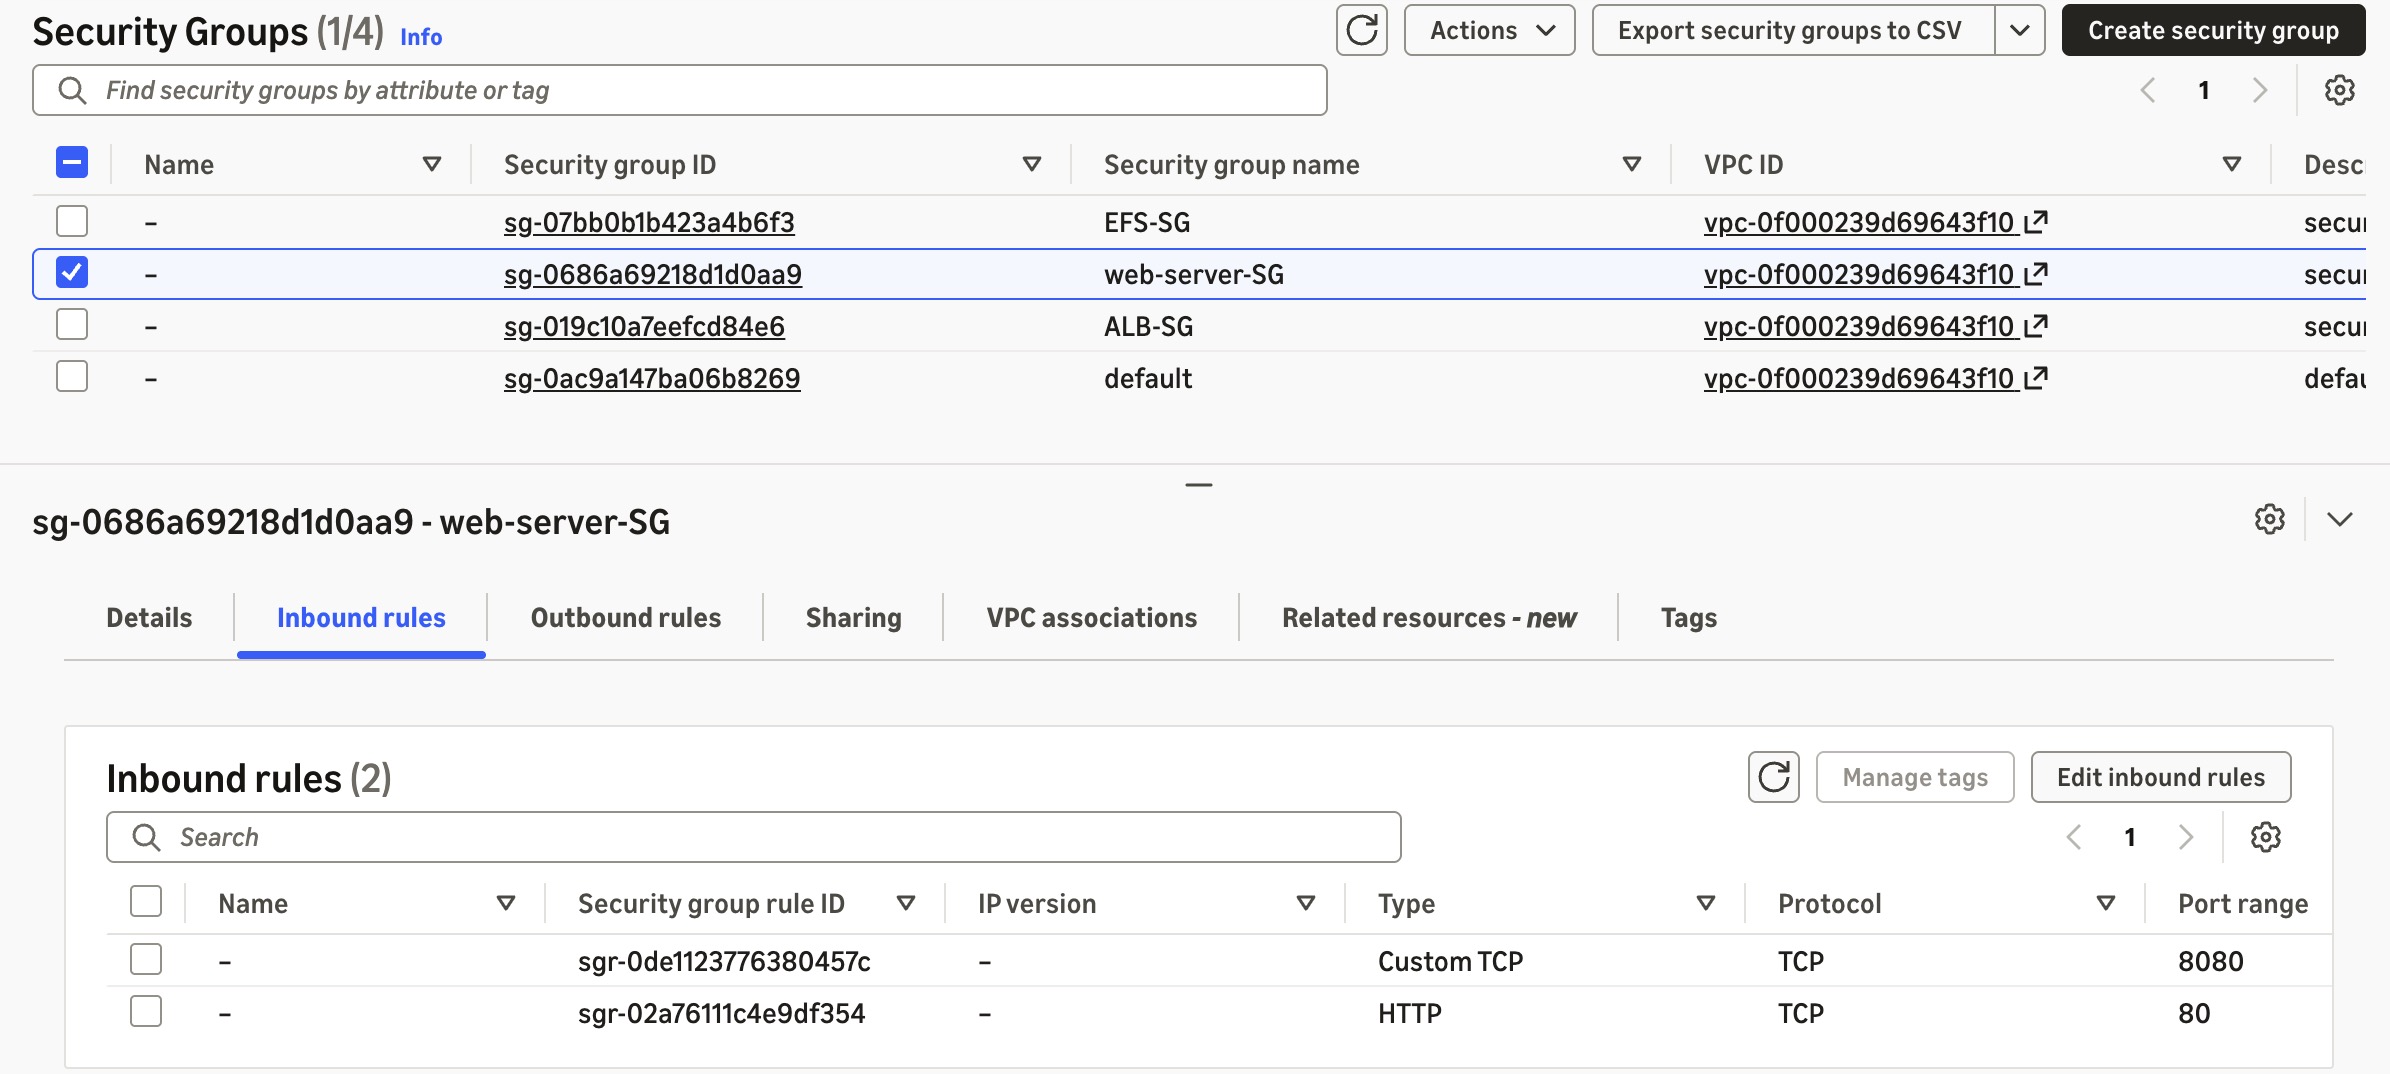 Security Groups (1/4) Info Actions Export security groups to CSV Create security group
Find security groups by attribute or tag 1
Name Security group ID Security group name VPC ID Desc
– sg-07bb0b1b423a4b6f3 EFS-SG vpc-0f000239d69643f10 secur
– sg-0686a69218d1d0aa9 web-server-SG vpc-0f000239d69643f10 secur
– sg-019c10a7eefcd84e6 ALB-SG vpc-0f000239d69643f10 secur
– sg-0ac9a147ba06b8269 default vpc-0f000239d69643f10 defau
sg-0686a69218d1d0aa9 - web-server-SG
Details Inbound rules Outbound rules Sharing VPC associations Related resources - new Tags
Inbound rules (2) Manage tags Edit inbound rules
Search 1
Name Security group rule ID IP version Type Protocol Port range
– sgr-0de1123776380457c – Custom TCP TCP 8080
– sgr-02a76111c4e9df354 – HTTP TCP 80